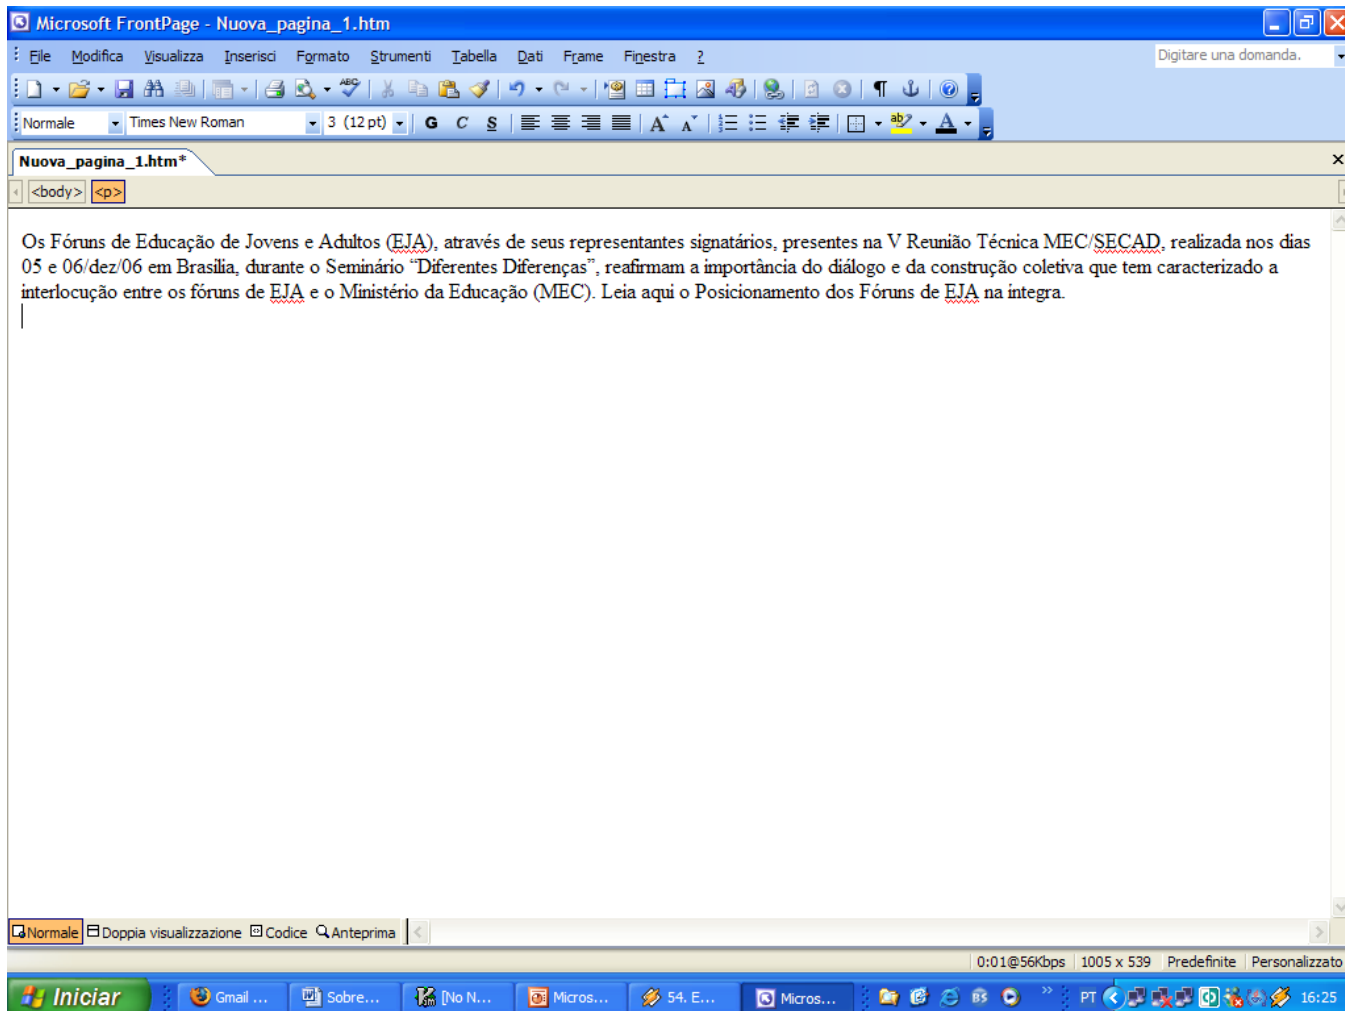 Microsoft FrontPage - Nuova_pagina_1.htm
File Modifica Visualizza Inserisci Formato Strumenti Tabella Dati Frame Finestra ? Digitare una domanda.
ABC
Normale Times New Roman 3 (12 pt) G C S A A ab A
Nuova_pagina_1.htm*
<body> <p>
Os Fóruns de Educação de Jovens e Adultos (EJA), através de seus representantes signatários, presentes na V Reunião Técnica MEC/SECAD, realizada nos dias
05 e 06/dez/06 em Brasília, durante o Seminário “Diferentes Diferenças”, reafirmam a importância do diálogo e da construção coletiva que tem caracterizado a
interlocução entre os fóruns de EJA e o Ministério da Educação (MEC). Leia aqui o Posicionamento dos Fóruns de EJA na íntegra.
Normale Doppia visualizzazione Codice Anteprima
0:01@56Kbps 1005 x 539 Predefinite Personalizzato
Iniciar Gmail ... Sobre... [No N... Micros... 54. E... Micros... BS PT 16:25